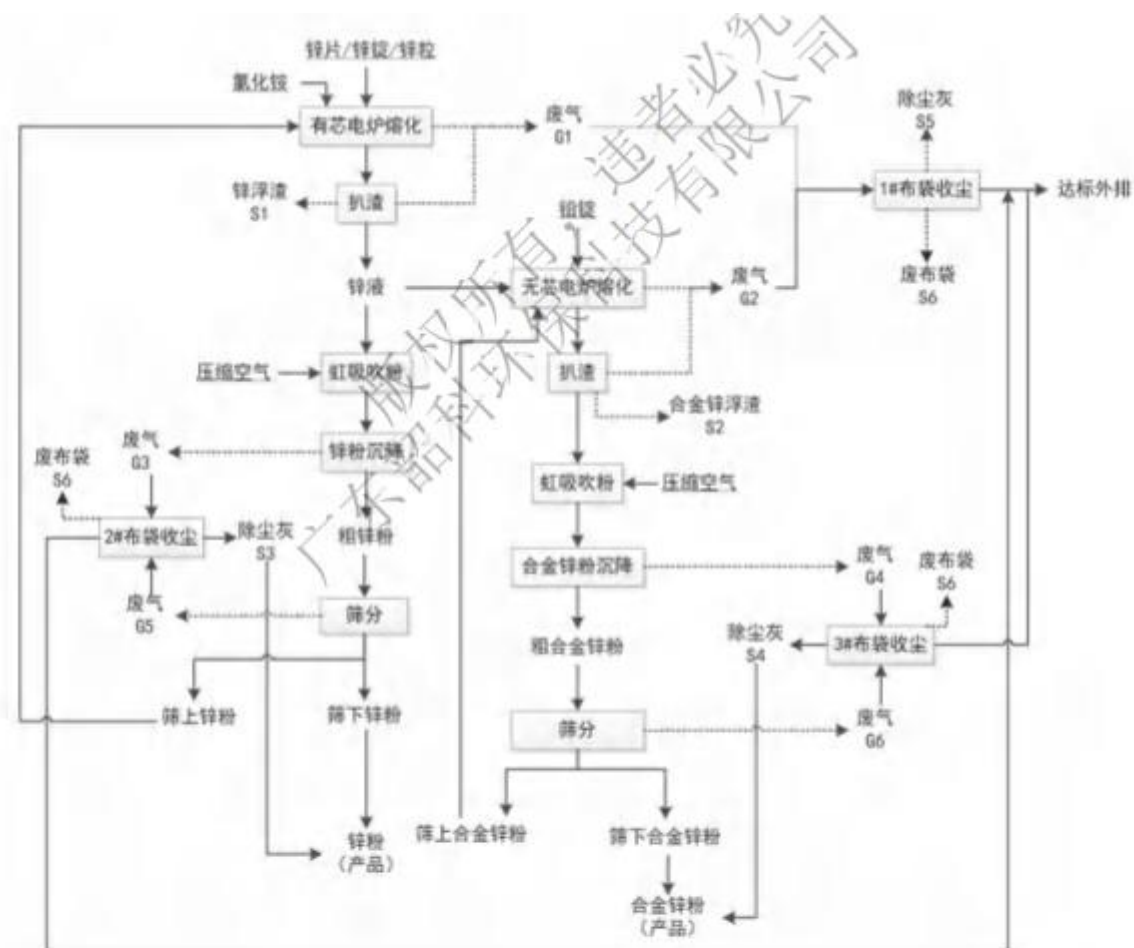 锌片/锌锭/锌粒
氯化铵
有芯电炉熔化
废气
G1
除尘灰
S5
1#布袋收尘
达标外排
废布袋
S6
锌浮渣
S1
扒渣
锌液
钼锭
无芯电炉熔化
废气
G2
扒渣
合金锌浮渣
S2
压缩空气
虹吸吹粉
锌粉沉降
废气
G3
废布袋
S6
2#布袋收尘
除尘灰
S3
粗锌粉
废气
G5
筛分
筛上锌粉
筛下锌粉
锌粉
(产品)
虹吸吹粉
压缩空气
合金锌粉沉降
废气
G4
废布袋
S6
除尘灰
S4
3#布袋收尘
粗合金锌粉
筛分
废气
G6
筛上合金锌粉
筛下合金锌粉
合金锌粉
(产品)
版权所有 违者必究
广东韶科环保科技有限公司